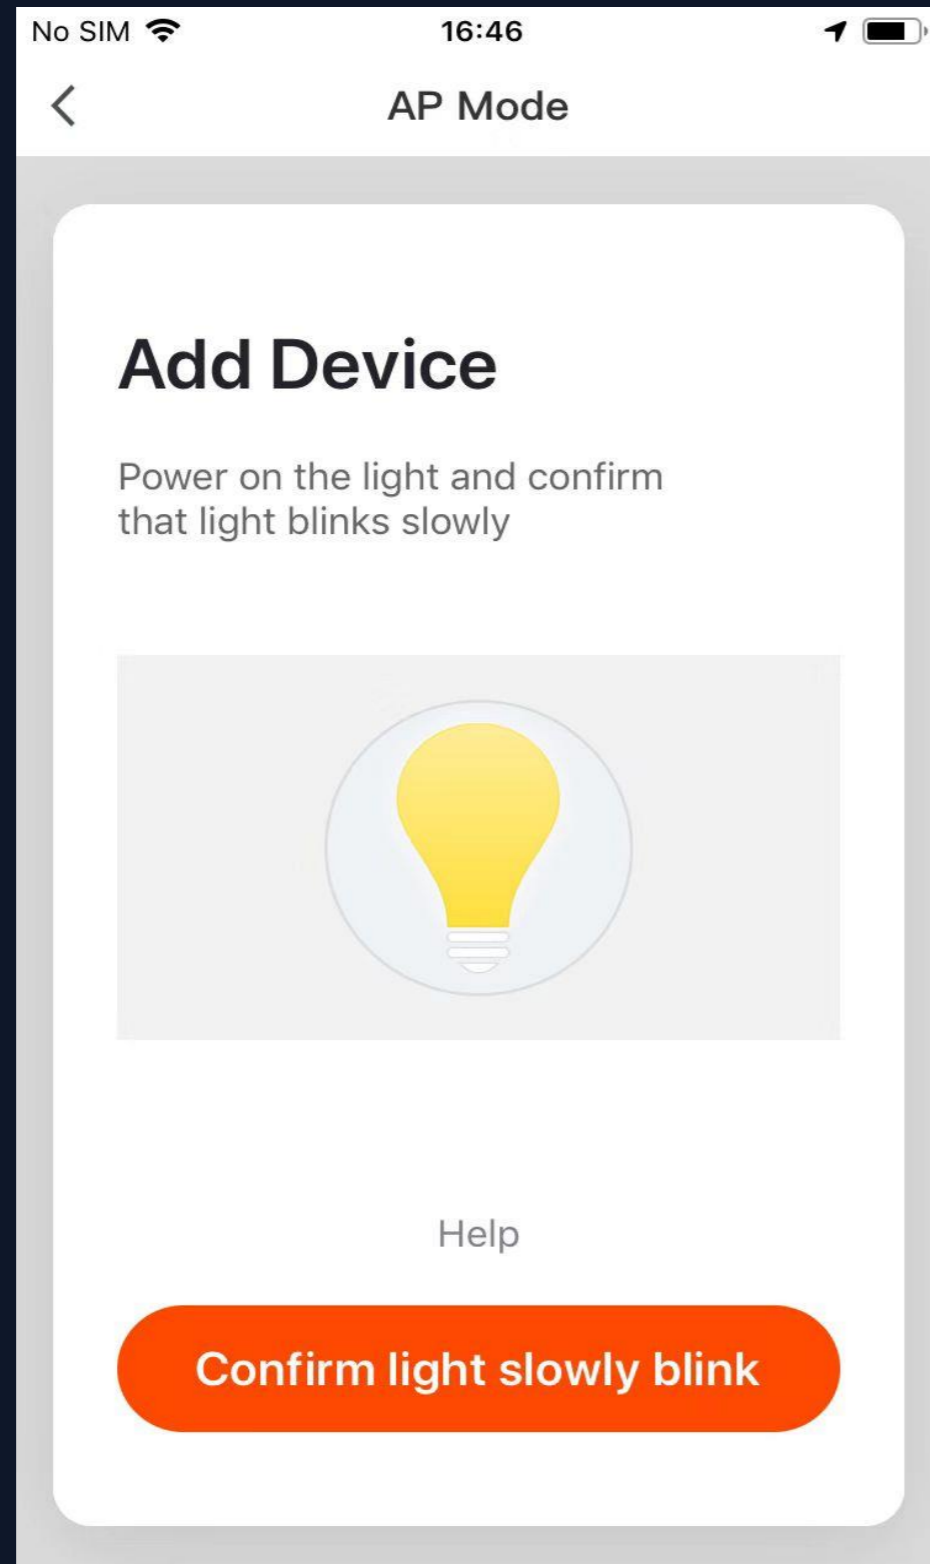 No SIM 16:46
AP Mode
Add Device
Power on the light and confirm
that light blinks slowly
Help
Confirm light slowly blink